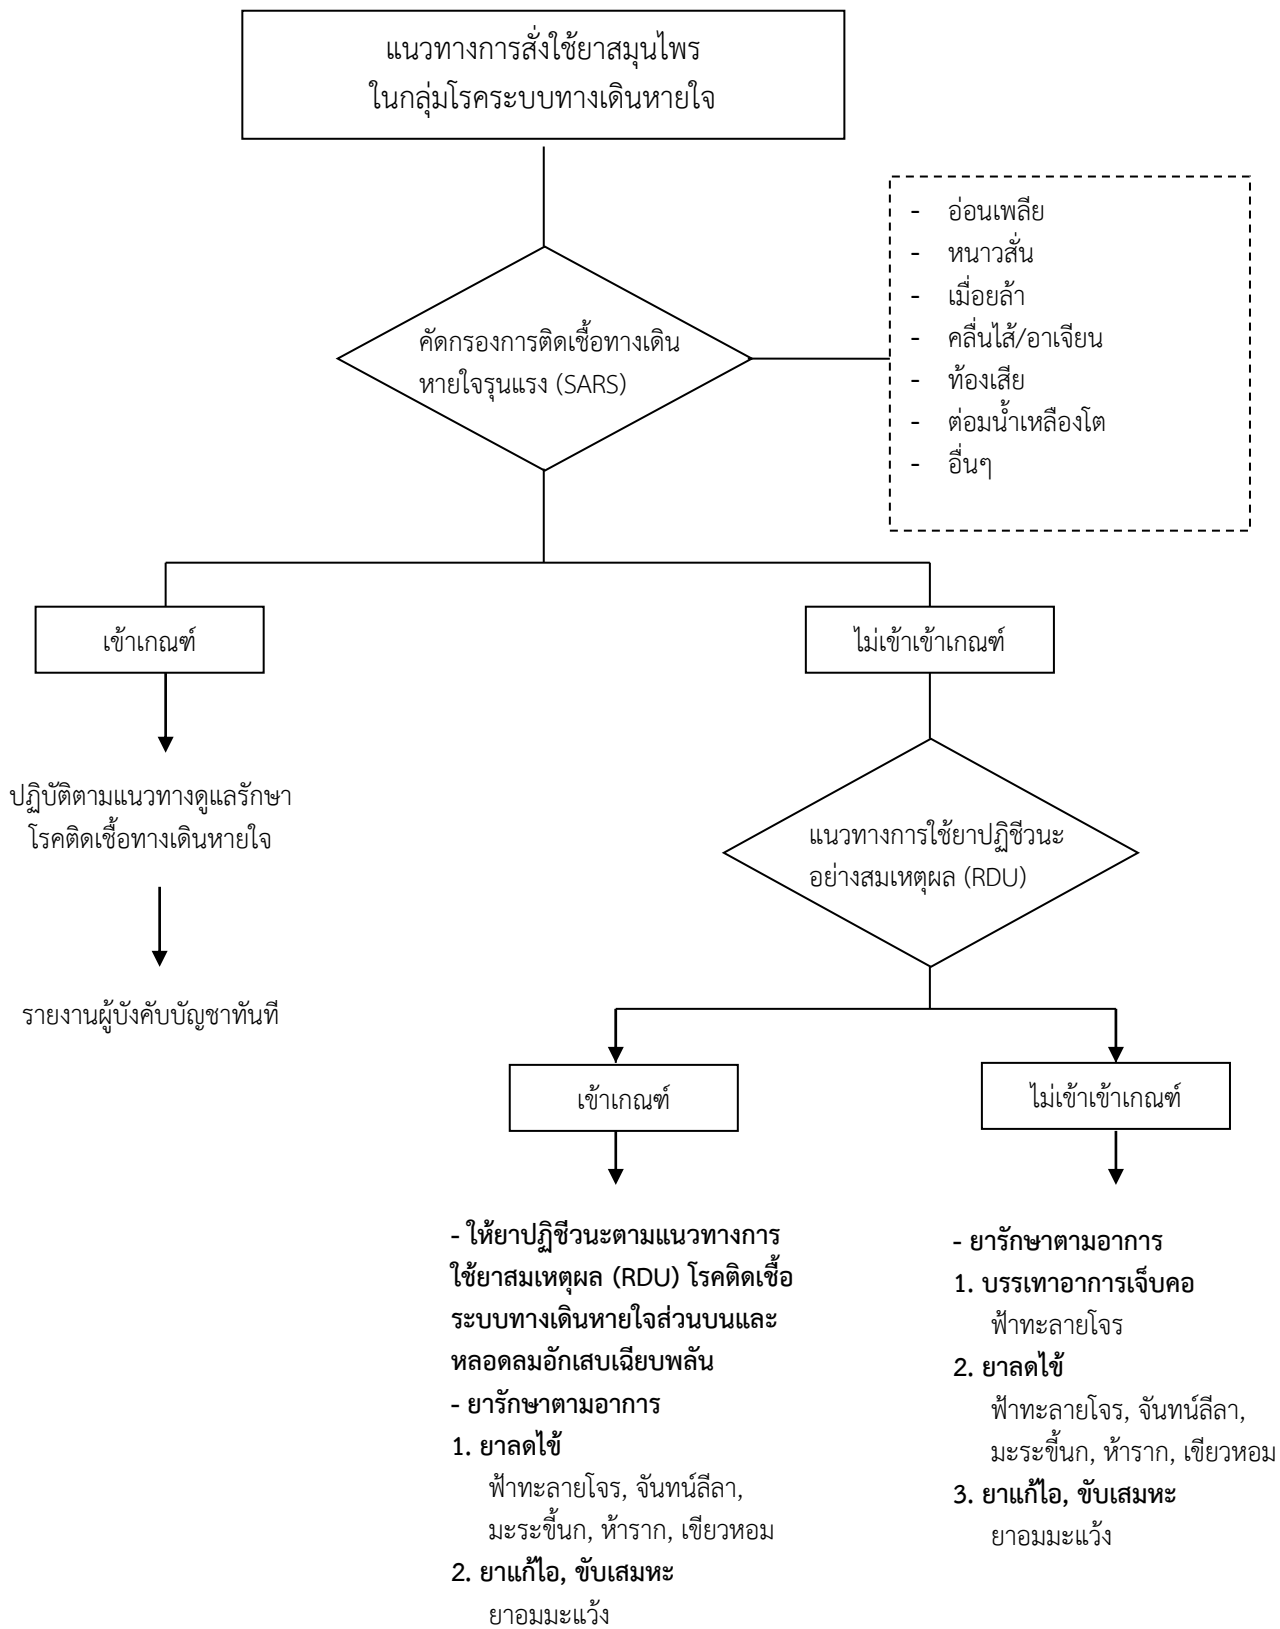 แนวทางการสั่งใช้ยาสมุนไพร
ในกลุ่มโรคระบบทางเดินหายใจ
- อ่อนเพลีย
- หนาวสั่น
- เมื่อยล้า
- คลื่นไส้/อาเจียน
- ท้องเสีย
- ต่อมน้ำเหลืองโต
- อื่นๆ
คัดกรองการติดเชื้อทางเดิน
หายใจรุนแรง (SARS)
เข้าเกณฑ์
ไม่เข้าเข้าเกณฑ์
ปฏิบัติตามแนวทางดูแลรักษา
โรคติดเชื้อทางเดินหายใจ
รายงานผู้บังคับบัญชาทันที
แนวทางการใช้ยาปฏิชีวนะ
อย่างสมเหตุผล (RDU)
เข้าเกณฑ์
ไม่เข้าเข้าเกณฑ์
- ให้ยาปฏิชีวนะตามแนวทางการ
ใช้ยาสมเหตุผล (RDU) โรคติดเชื้อ
ระบบทางเดินหายใจส่วนบนและ
หลอดลมอักเสบเฉียบพลัน
- ยารักษาตามอาการ
1. ยาลดไข้
ฟ้าทะลายโจร, จันทน์ลีลา,
มะระขี้นก, ห้าราก, เขียวหอม
2. ยาแก้ไอ, ขับเสมหะ
ยาอมมะแว้ง
- ยารักษาตามอาการ
1. บรรเทาอาการเจ็บคอ
ฟ้าทะลายโจร
2. ยาลดไข้
ฟ้าทะลายโจร, จันทน์ลีลา,
มะระขี้นก, ห้าราก, เขียวหอม
3. ยาแก้ไอ, ขับเสมหะ
ยาอมมะแว้ง